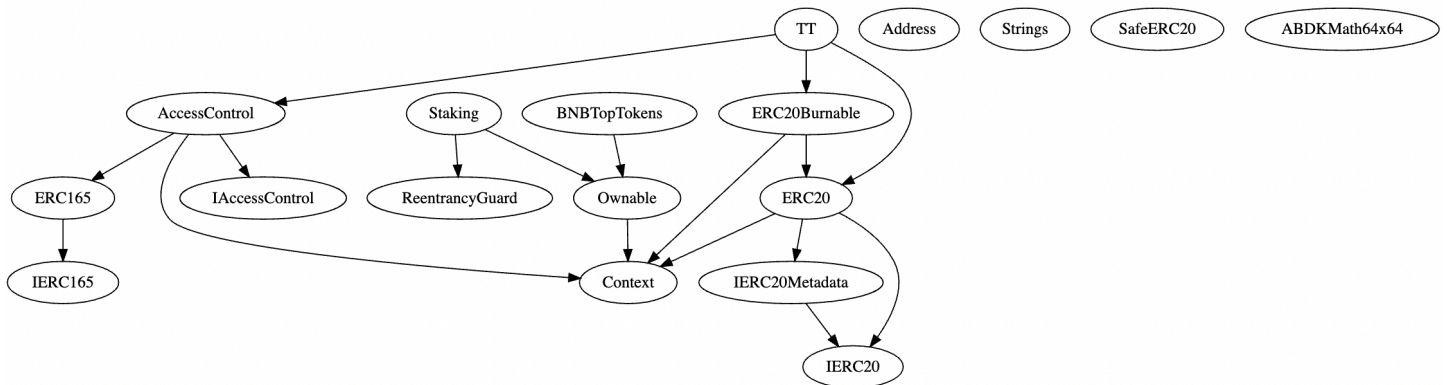 TT Address Strings SafeERC20 ABDKMath64x64
AccessControl Staking BNBTopTokens ERC20Burnable
ERC165 IAccessControl ReentrancyGuard Ownable ERC20
IERC165 Context IERC20Metadata
IERC20